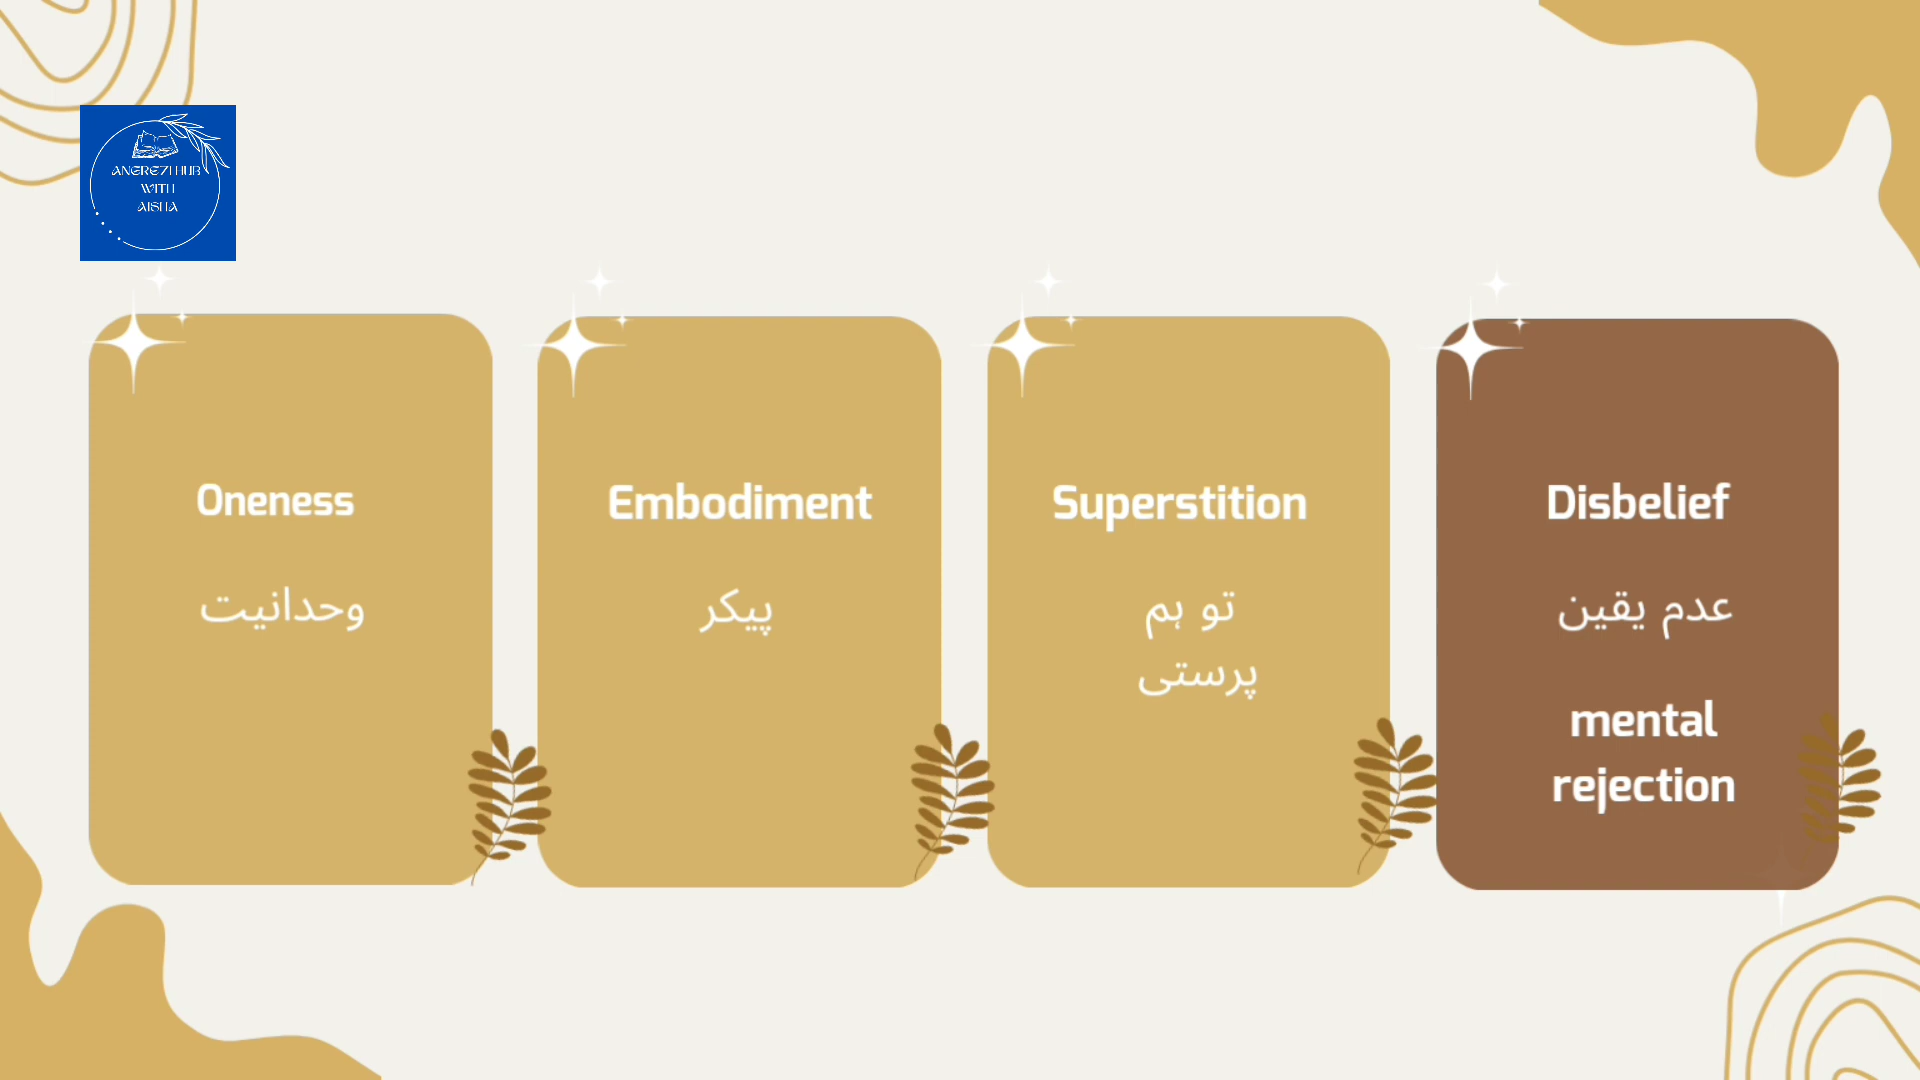 ANGREZI HUB
WITH
AISHA
Oneness
وحدانیت
Embodiment
پیکر
Superstition
تو ہم
پرستی
Disbelief
عدم یقین
mental
rejection